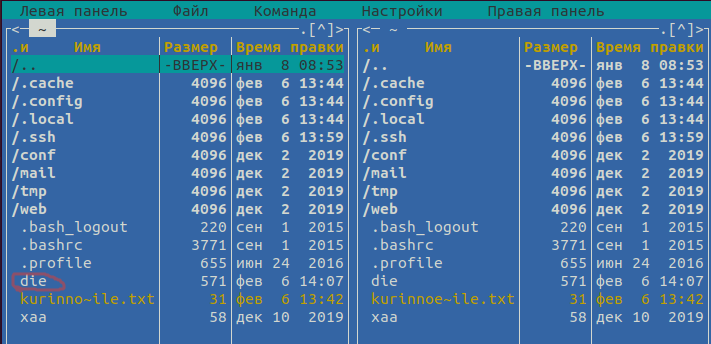 Левая панель Файл Команда Настройки Правая панель
<- ~ .[^]> <- ~ .[^]>
.и Имя Размер Время правки .и Имя Размер Время правки
/.. -ВВЕРХ- янв 8 08:53 /.. -ВВЕРХ- янв 8 08:53
/.cache 4096 фев 6 13:44 /.cache 4096 фев 6 13:44
/.config 4096 фев 6 13:44 /.config 4096 фев 6 13:44
/.local 4096 фев 6 13:44 /.local 4096 фев 6 13:44
/.ssh 4096 фев 6 13:59 /.ssh 4096 фев 6 13:59
/conf 4096 дек 2 2019 /conf 4096 дек 2 2019
/mail 4096 дек 2 2019 /mail 4096 дек 2 2019
/tmp 4096 дек 2 2019 /tmp 4096 дек 2 2019
/web 4096 дек 2 2019 /web 4096 дек 2 2019
.bash_logout 220 сен 1 2015 .bash_logout 220 сен 1 2015
.bashrc 3771 сен 1 2015 .bashrc 3771 сен 1 2015
.profile 655 июн 24 2016 .profile 655 июн 24 2016
die 571 фев 6 14:07 die 571 фев 6 14:07
kurinno~ile.txt 31 фев 6 13:42 kurinnoe~ile.txt 31 фев 6 13:42
xaa 58 дек 10 2019 xaa 58 дек 10 2019